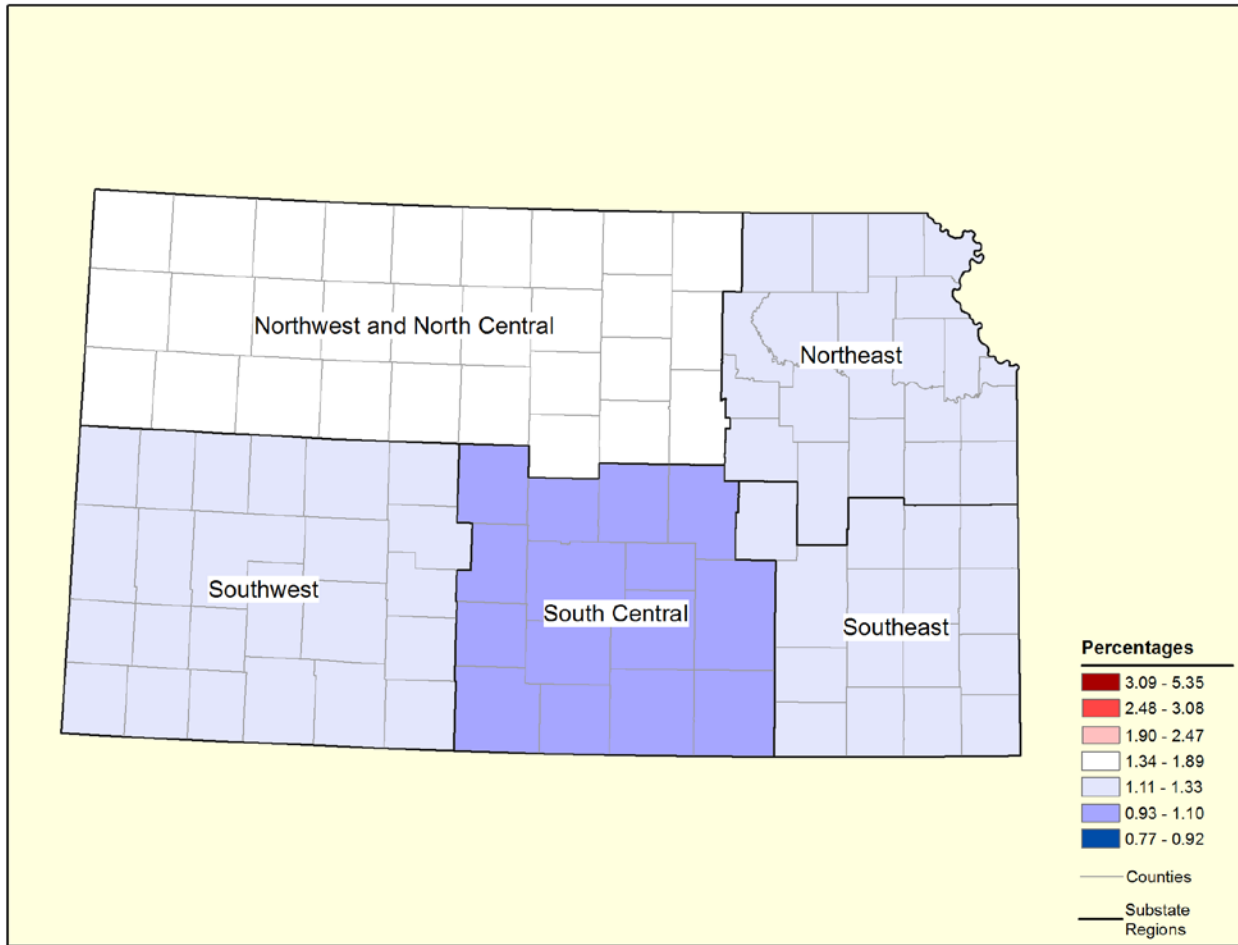 Northwest and North Central
Northeast
Southwest
South Central
Southeast
Percentages
3.09 - 5.35
2.48 - 3.08
1.90 - 2.47
1.34 - 1.89
1.11 - 1.33
0.93 - 1.10
0.77 - 0.92
Counties
Substate
Regions